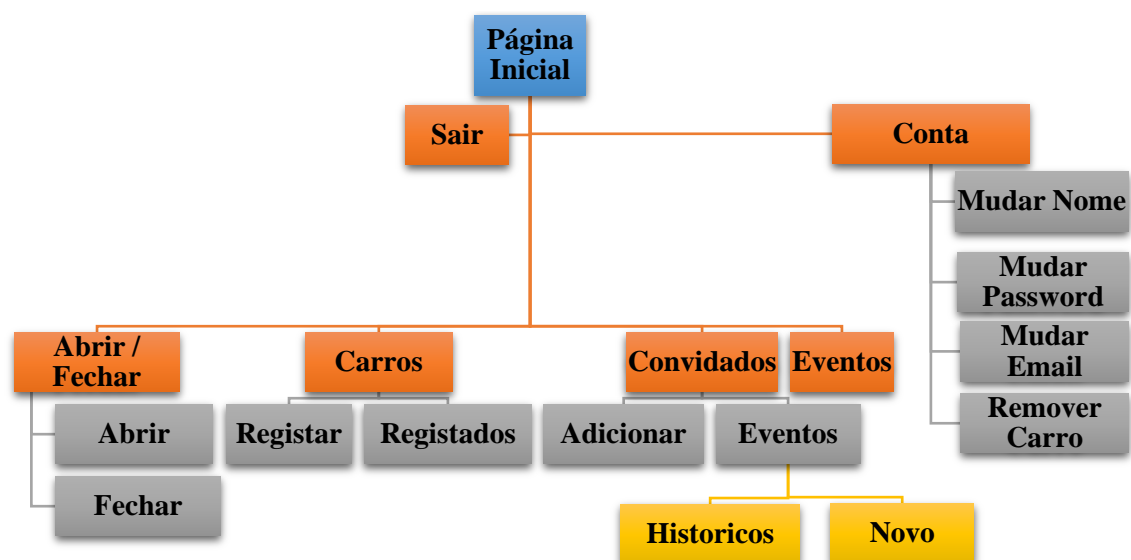 Página
Inicial
Sair
Conta
Mudar Nome
Mudar
Password
Mudar
Email
Remover
Carro
Abrir /
Fechar
Carros
Convidados
Eventos
Abrir
Fechar
Registar
Registados
Adicionar
Eventos
Historicos
Novo